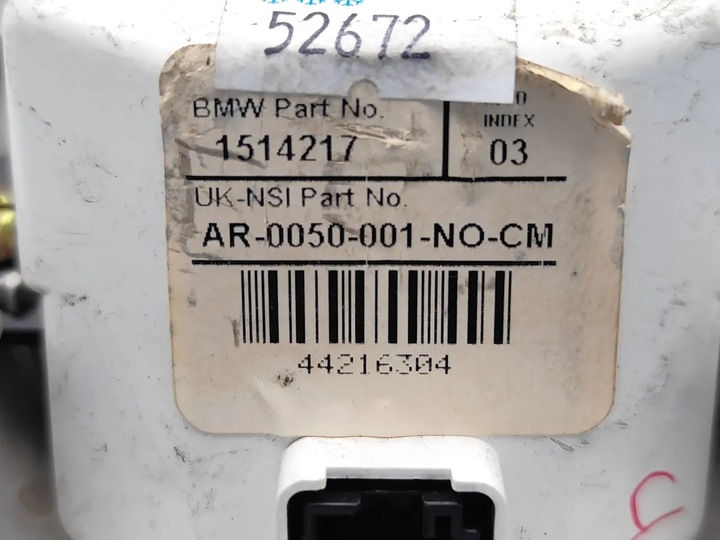 52672
BMW Part No.
1514217
INDEX
03
UK-NSI Part No.
AR-0050-001-NO-CM
44216304